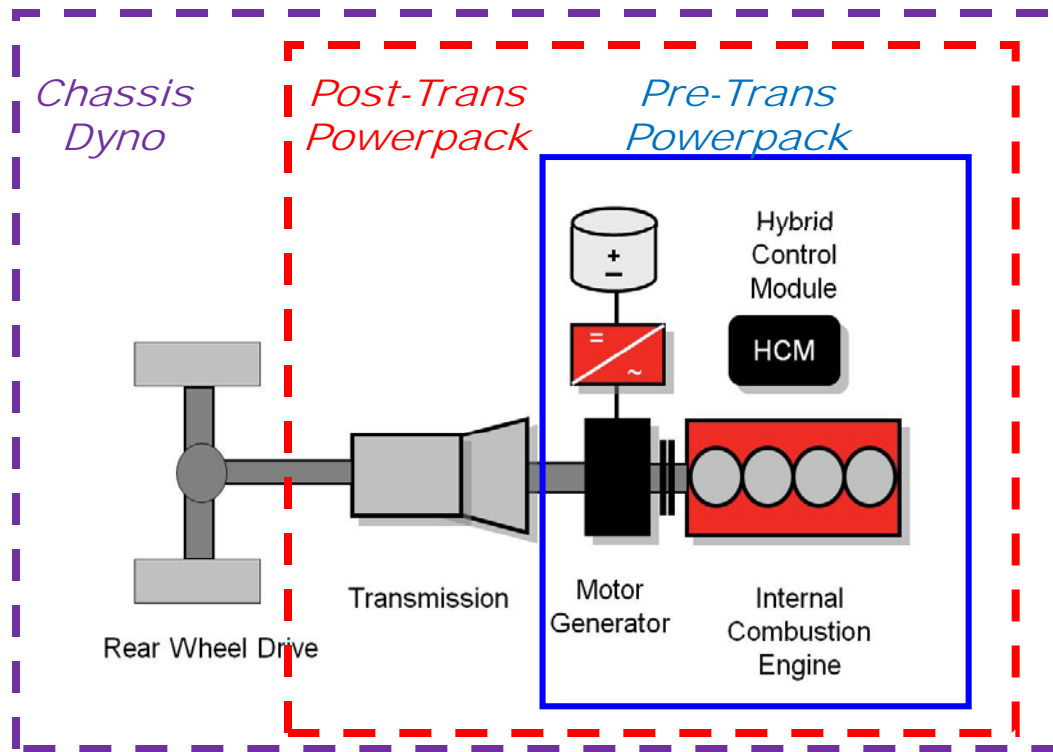 Chassis
Dyno
Post-Trans
Powerpack
Pre-Trans
Powerpack
+
−
=
~
Hybrid
Control
Module
HCM
Rear Wheel Drive
Transmission
Motor
Generator
Internal
Combustion
Engine